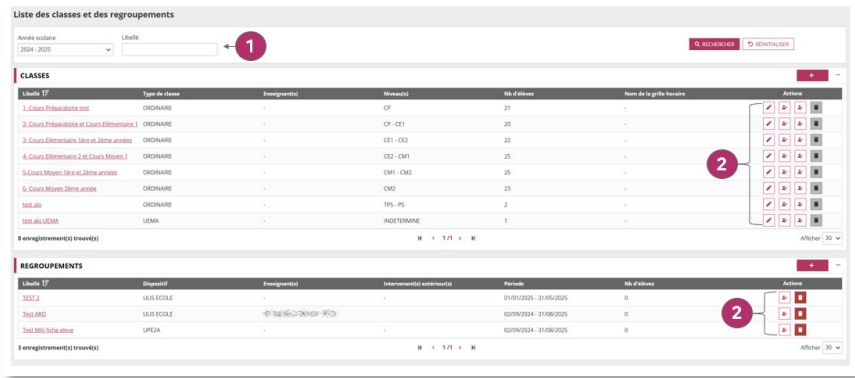 Liste des classes et des regroupements
Année scolaire Libellé
2024 - 2025
1
RECHERCHER RÉINITIALISER
CLASSES
+ −
Libellé Type de classe Enseignant(s) Niveau(x) Nb d'élèves Nom de la grille horaire Actions
1- Cours Préparatoire test ORDINAIRE - CP 21 -
2- Cours Préparatoire et Cours Elémentaire 1 ORDINAIRE - CP - CE1 20 -
3- Cours Elémentaire 1ère et 2ème années ORDINAIRE - CE1 - CE2 22 -
4- Cours Elémentaire 2 et Cours Moyen 1 ORDINAIRE - CE2 - CM1 25 -
2
5-Cours Moyen 1ère et 2ème années ORDINAIRE - CM1 - CM2 25 -
6- Cours Moyen 2ème année ORDINAIRE - CM2 23 -
test alo ORDINAIRE - TPS - PS 2 -
test alo UEMA UEMA - INDETERMINE 1 -
8 enregistrement(s) trouvé(s) 1 /1 Afficher 30
REGROUPEMENTS
+ −
Libellé Dispositif Enseignant(s) Intervenant(s) extérieur(s) Période Nb d'élèves Actions
TEST 2 ULIS ECOLE - - 01/01/2025 - 31/05/2025 0
Test ARO ULIS ECOLE - 02/09/2024 - 31/08/2025 0
2
Test MAJ fiche eleve UPE2A - - 02/09/2024 - 31/08/2025 0
3 enregistrement(s) trouvé(s) 1 /1 Afficher 30